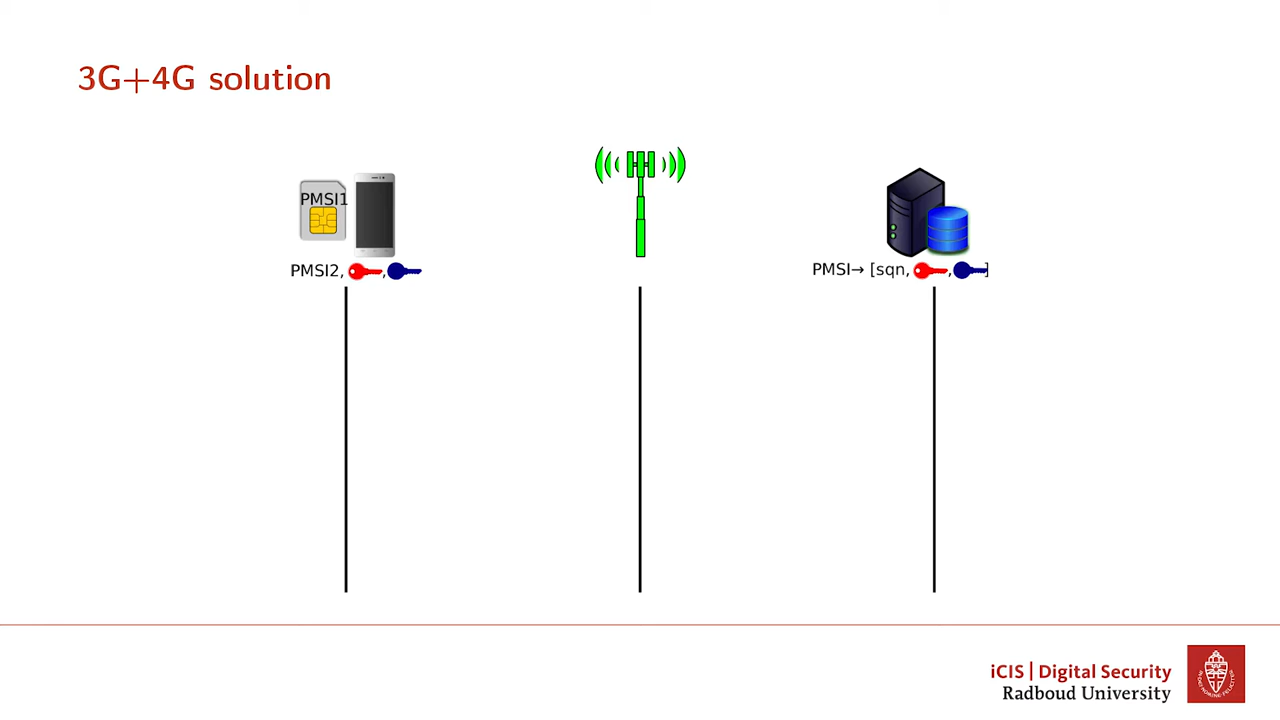 3G+4G solution
PMSI1
PMSI2, ,
PMSI→ [sqn, , ]
iCIS | Digital Security
Radboud University